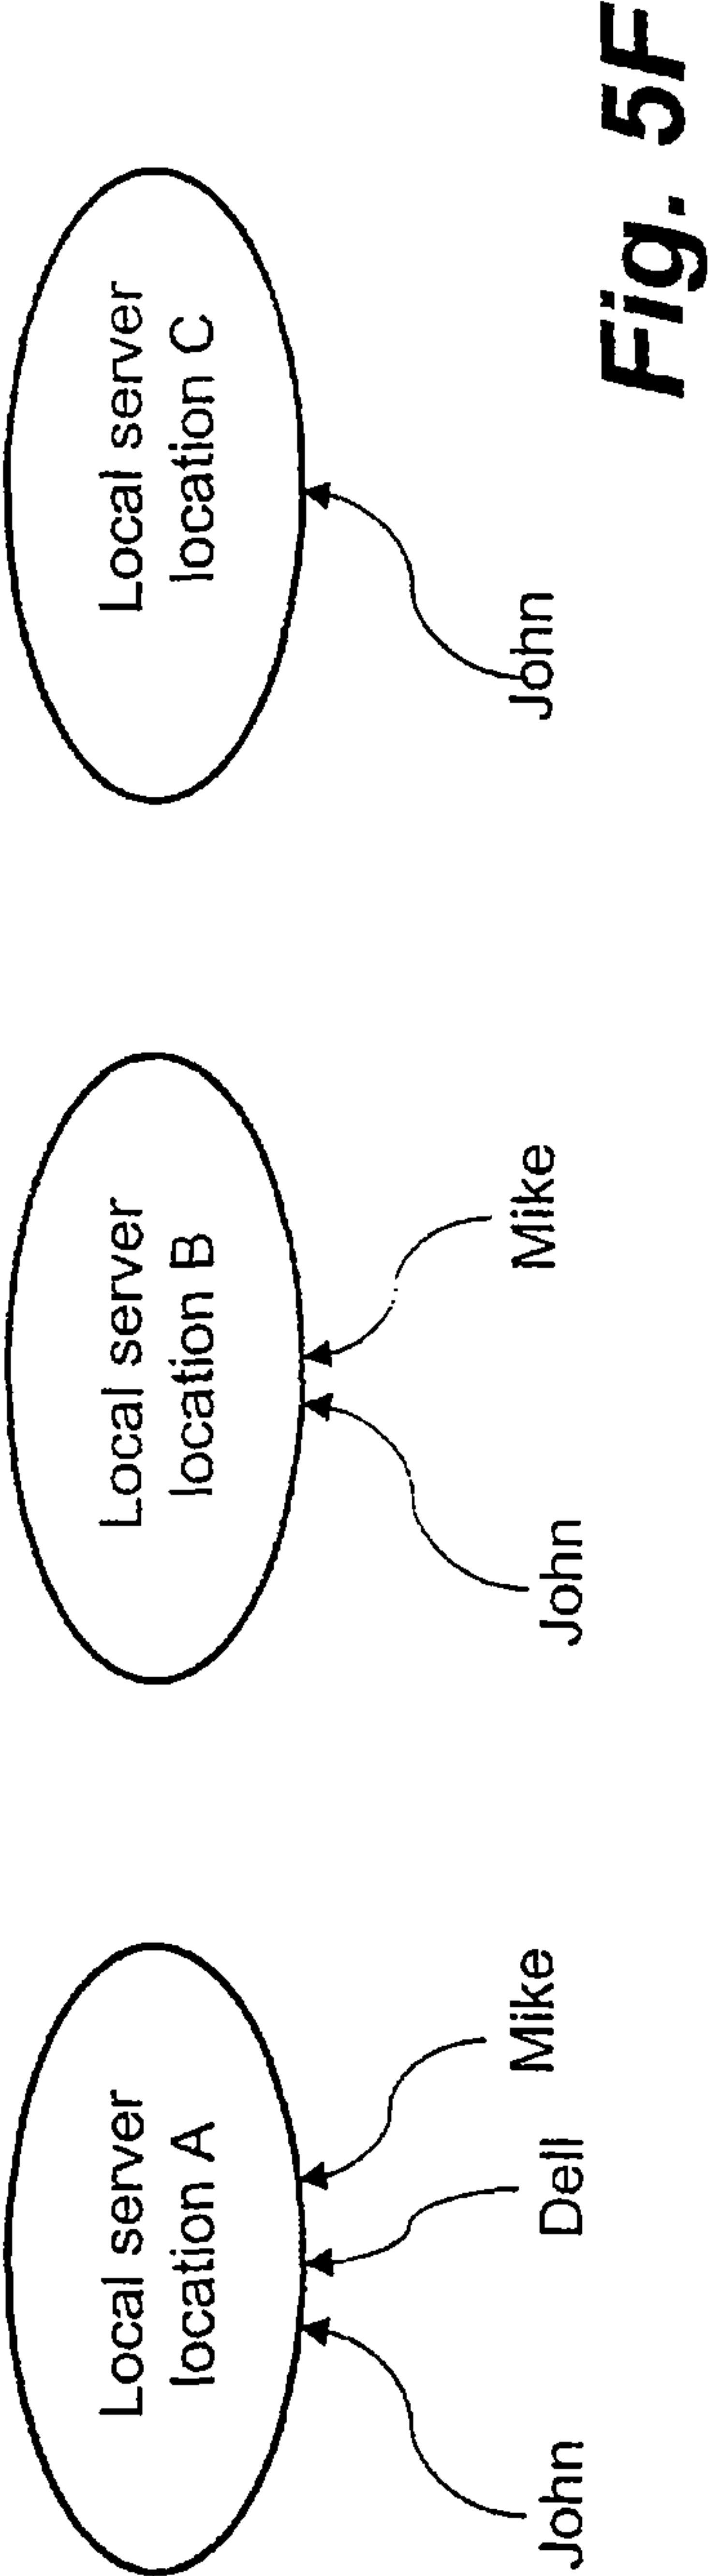 Local server
location A
John
Dell
Mike
Local server
location B
John
Mike
Local server
location C
John
Fig. 5F